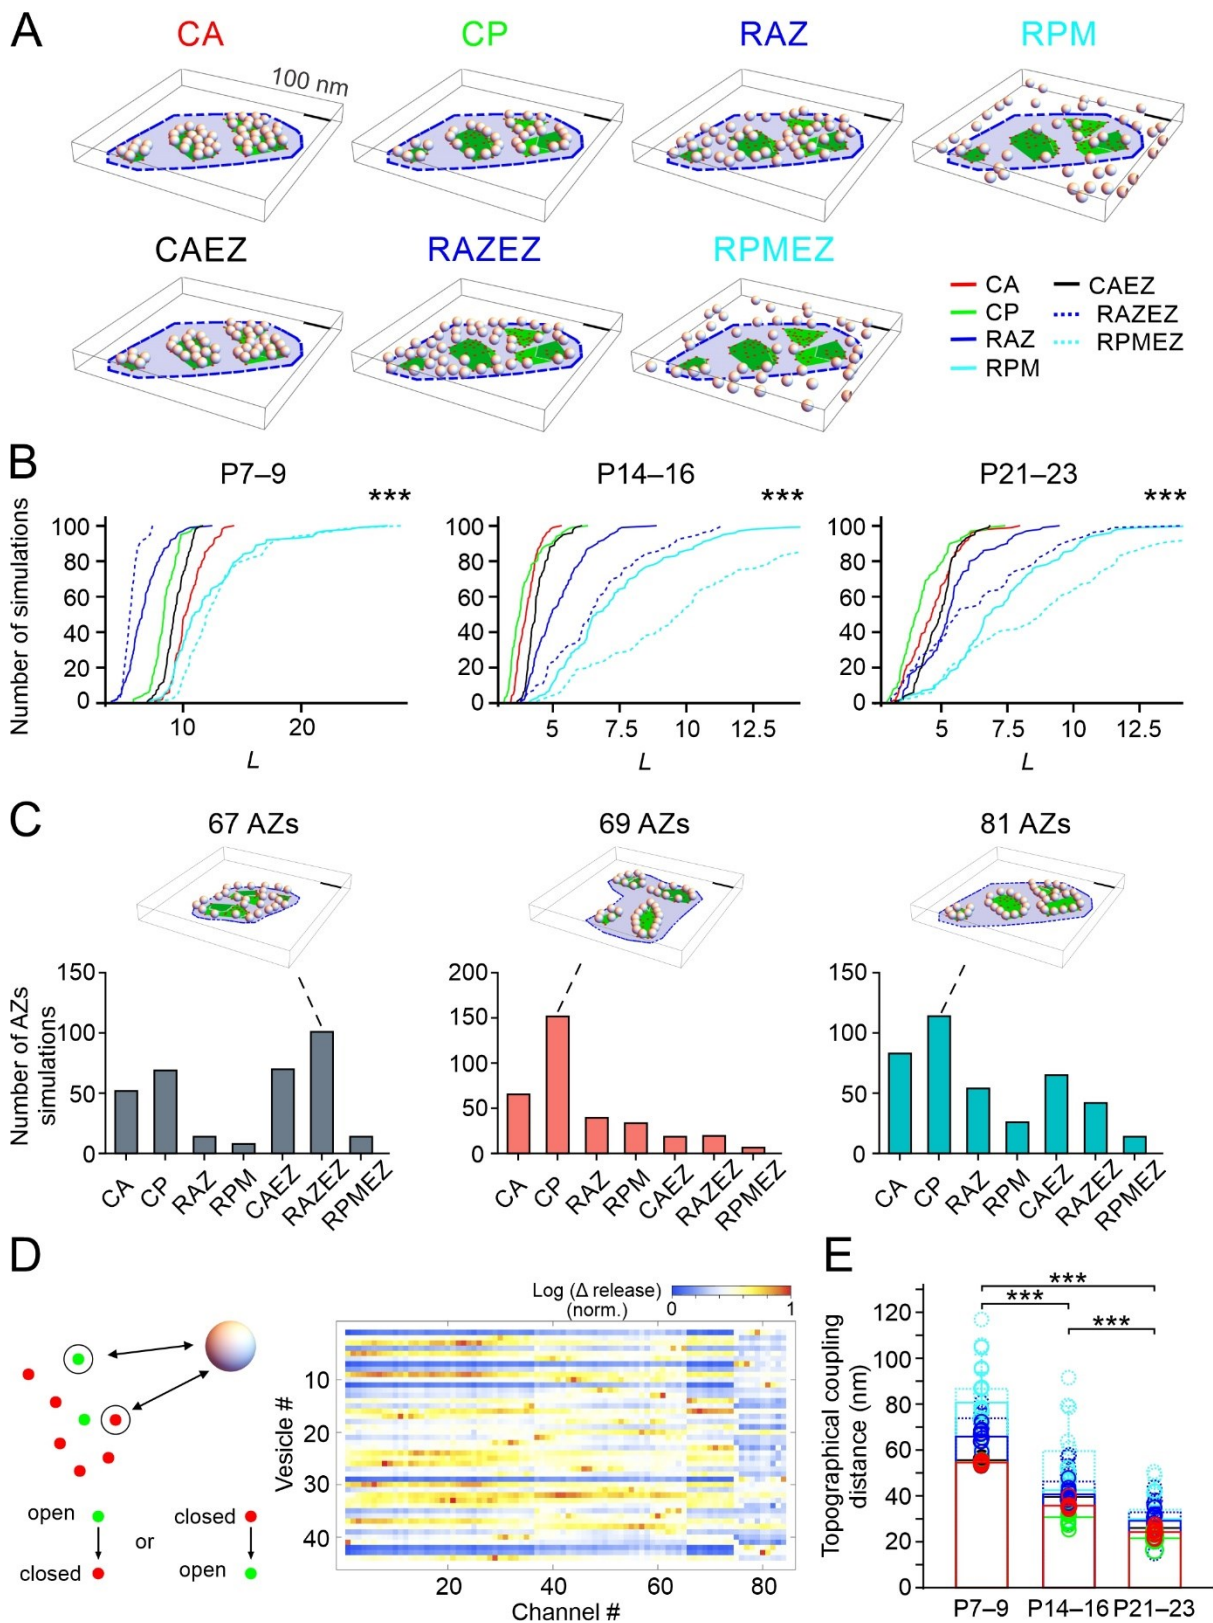 A
CA CP RAZ RPM
100 nm
CAEZ RAZEZ RPMEZ
CA CAEZ
CP RAZEZ
RAZ RPMEZ
RPM
B
P7–9 P14–16 P21–23
*** *** ***
Number of simulations
100 100 100
80 80 80
60 60 60
40 40 40
20 20 20
0 0 0
10 20 5 7.5 10 12.5 5 7.5 10 12.5
L L L
C
67 AZs 69 AZs 81 AZs
Number of AZs
simulations
150 200 150
100 150 100
50 100 50
0 50 0
0
CA CP RAZ RPM CAEZ RAZEZ RPMEZ
CA CP RAZ RPM CAEZ RAZEZ RPMEZ
CA CP RAZ RPM CAEZ RAZEZ RPMEZ
D
open closed
or
closed open
Log (Δ release)
(norm.)
0 1
Vesicle #
10
20
30
40
20 40 60 80
Channel #
E
***
***
***
Topographical coupling
distance (nm)
120
100
80
60
40
20
0
P7–9 P14–16 P21–23